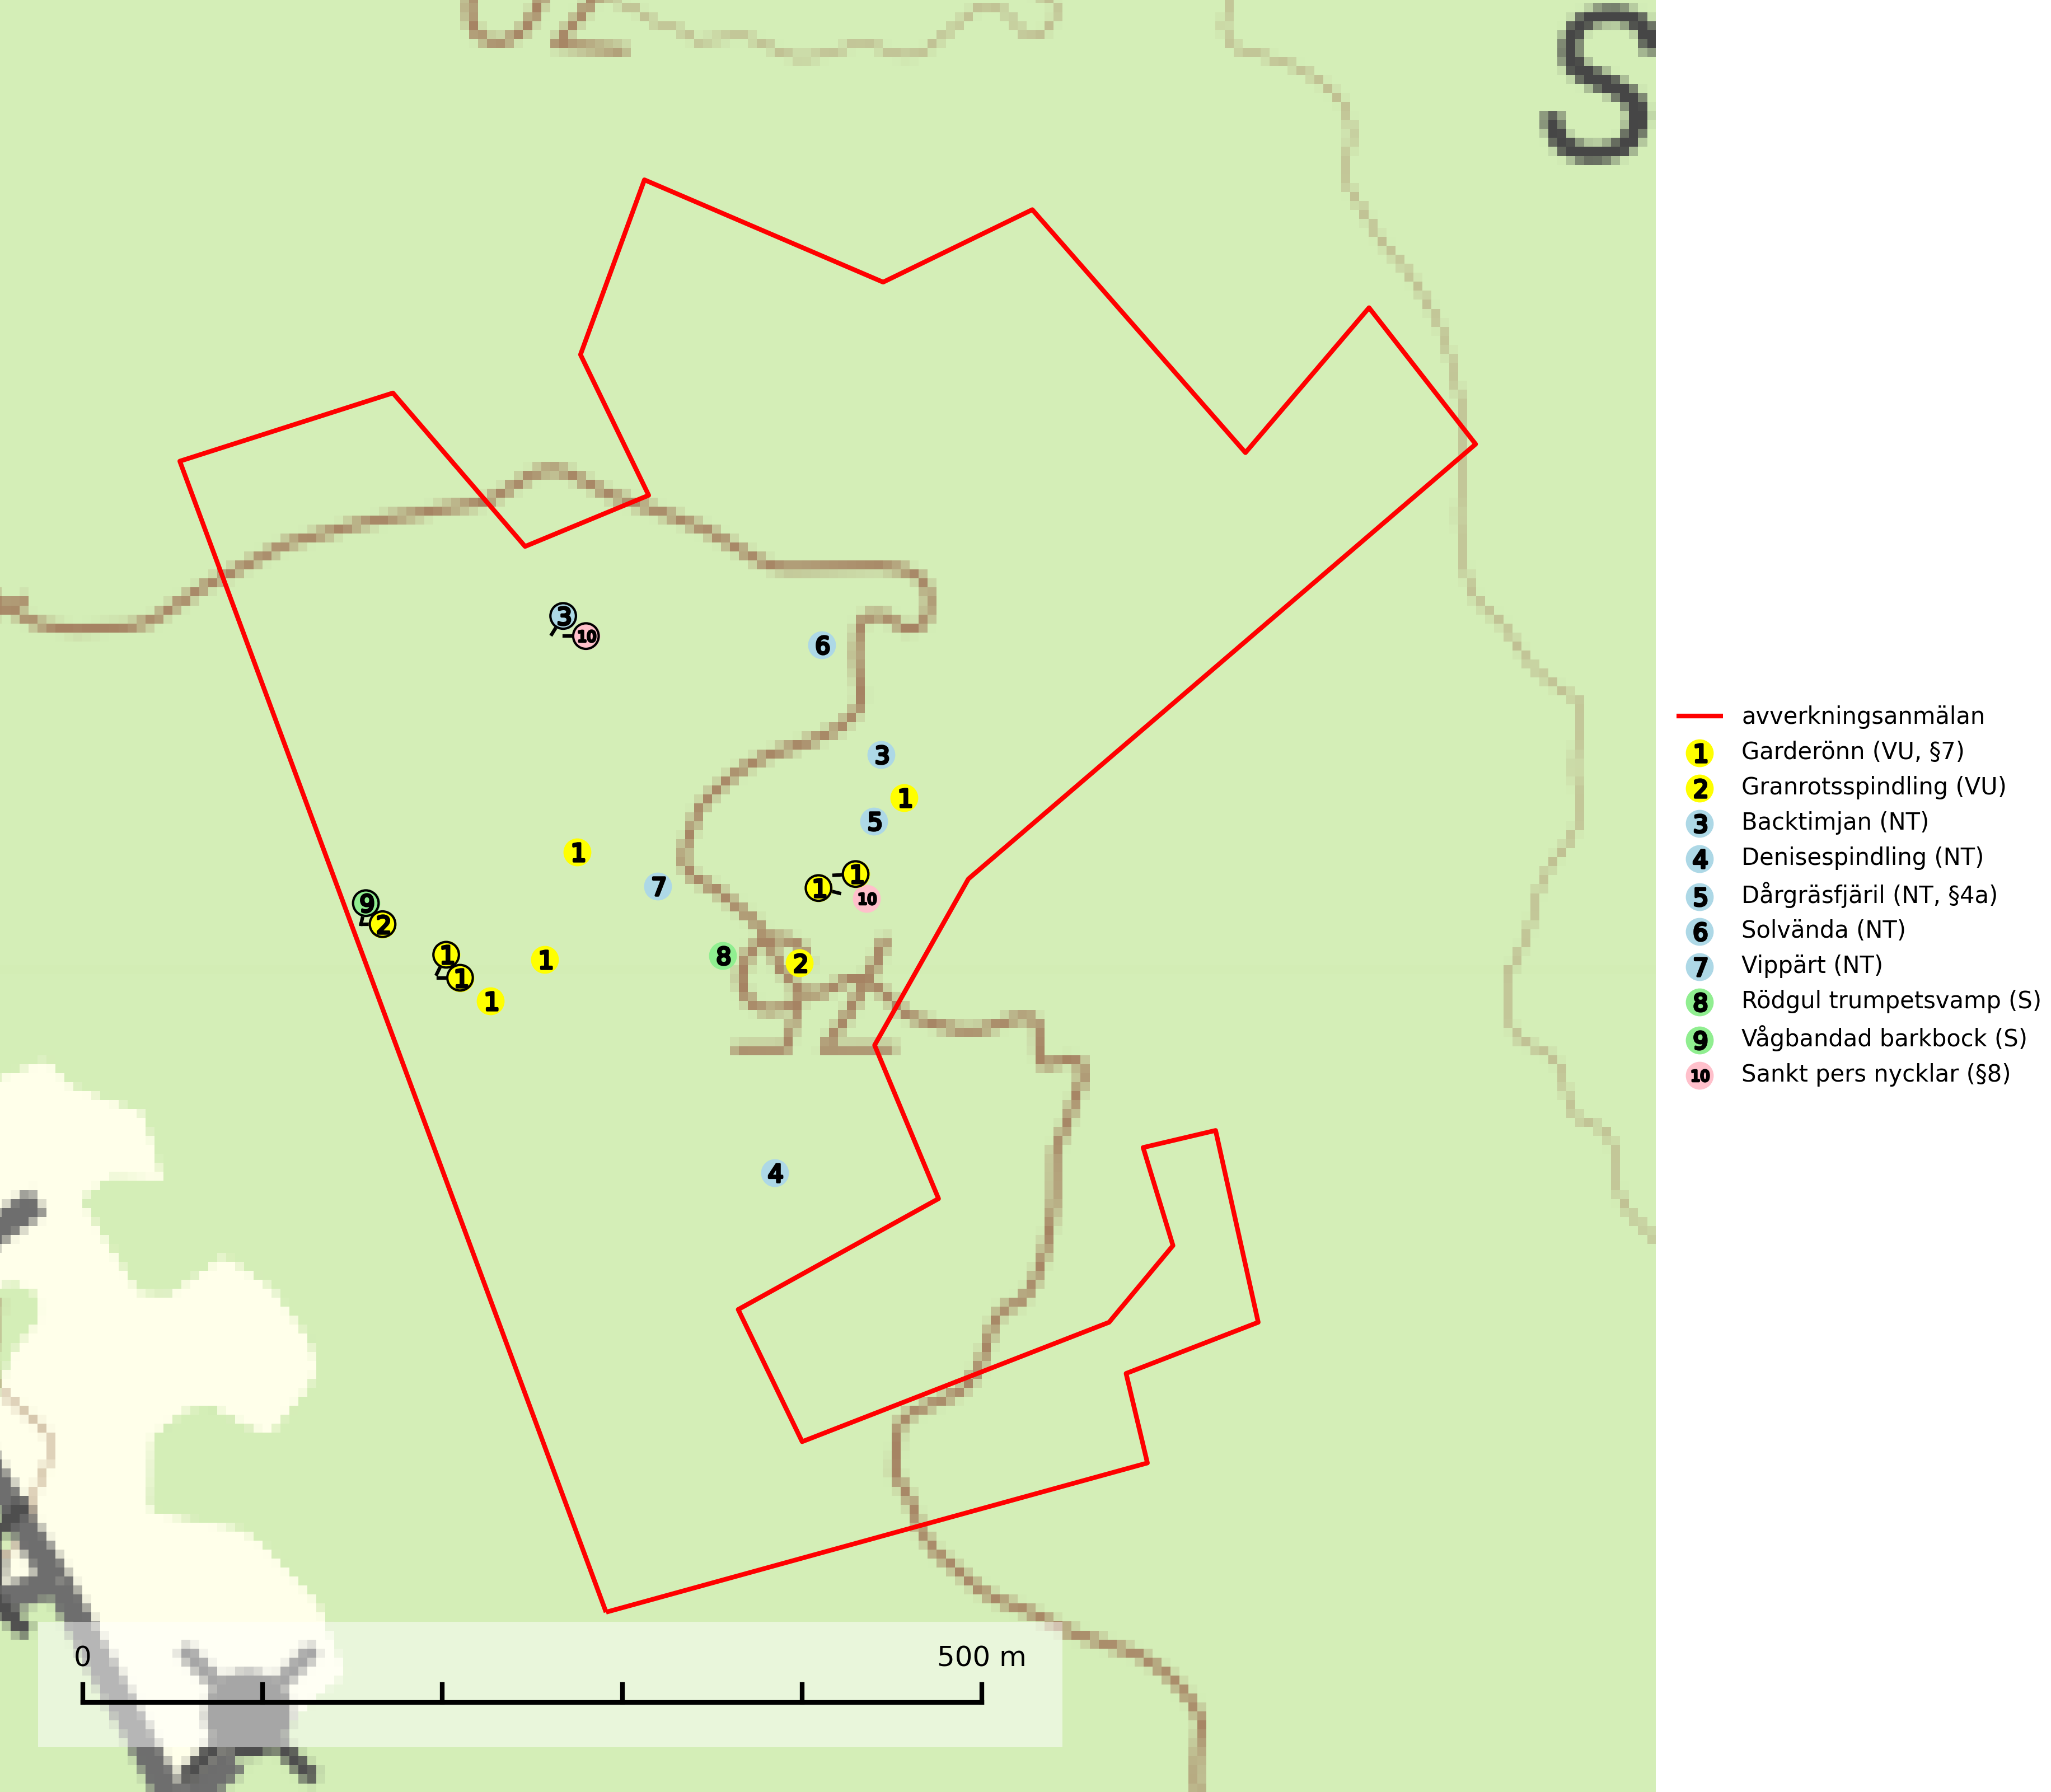 S
3
10
6
3
1
5
1
7
1
1
10
9
2
1
1
1
1
8
2
4
0 500 m
avverkningsanmälan
1 Garderönn (VU, §7)
2 Granrotsspindling (VU)
3 Backtimjan (NT)
4 Denisespindling (NT)
5 Dårgräsfjäril (NT, §4a)
6 Solvända (NT)
7 Vippärt (NT)
8 Rödgul trumpetsvamp (S)
9 Vågbandad barkbock (S)
10 Sankt pers nycklar (§8)